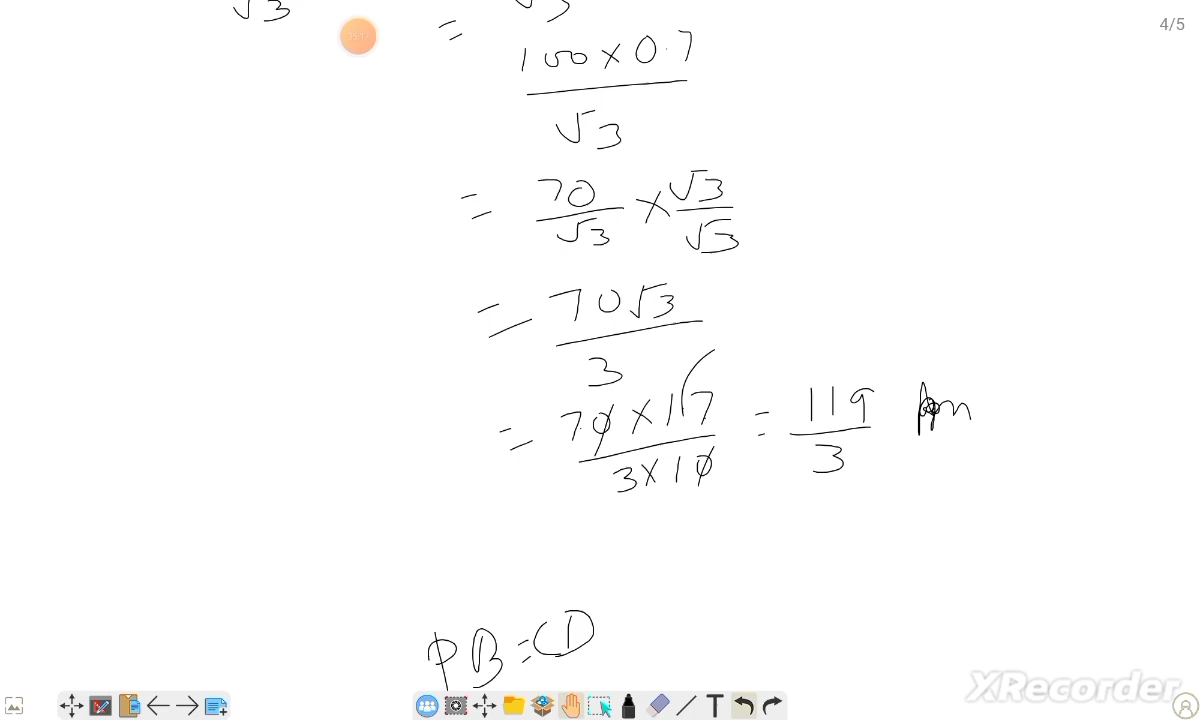 √3
=
√3
4/5
100 × 0.7
√3
= 70/√3 × √3/√3
= 70√3
3
= 70 × 17 / 3 × 10 = 119 / 3
PB = CD
XRecorder